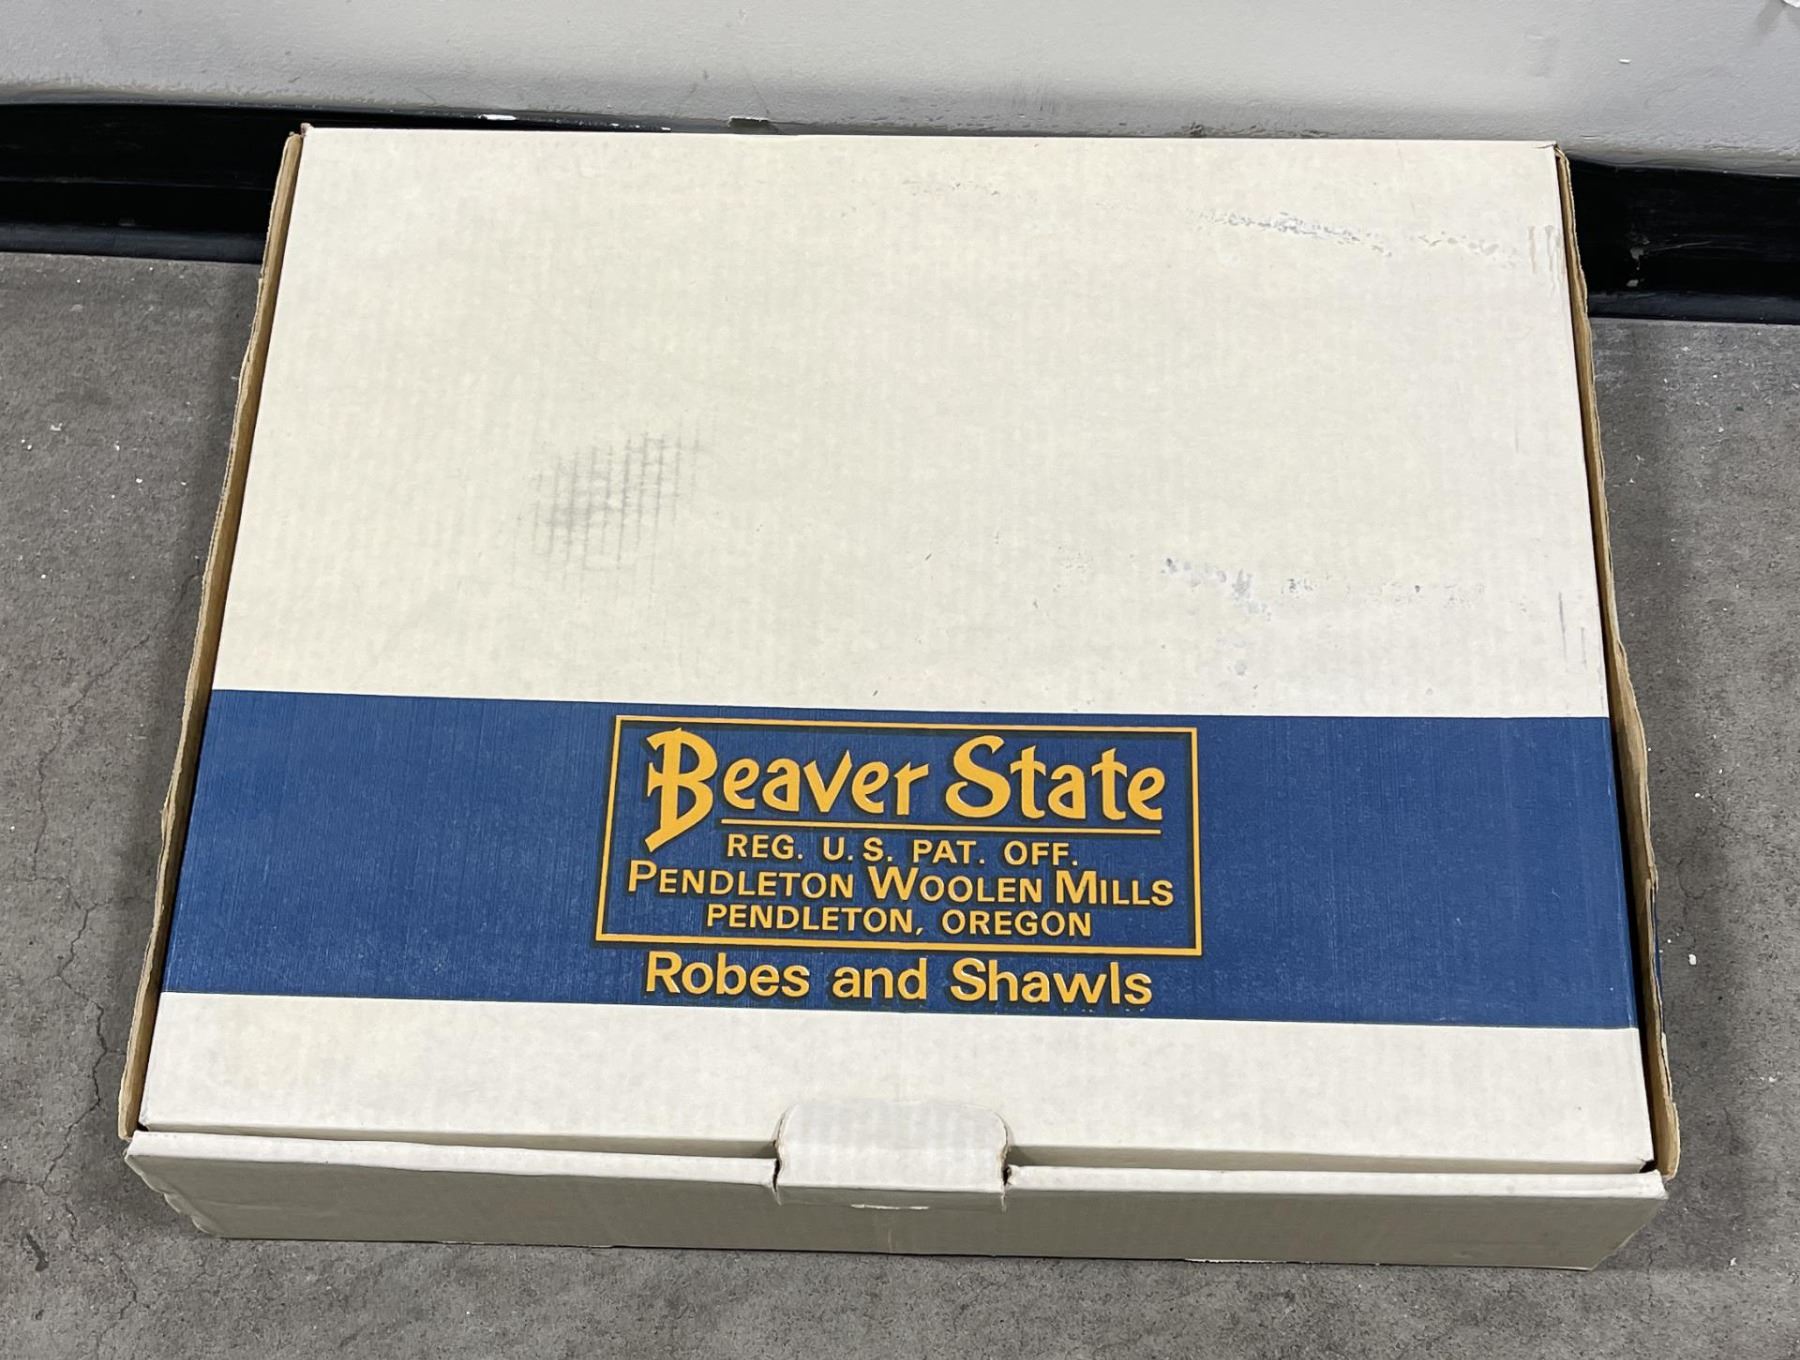 Beaver State
REG. U.S. PAT. OFF.
PENDLETON WOOLEN MILLS
PENDLETON, OREGON
Robes and Shawls